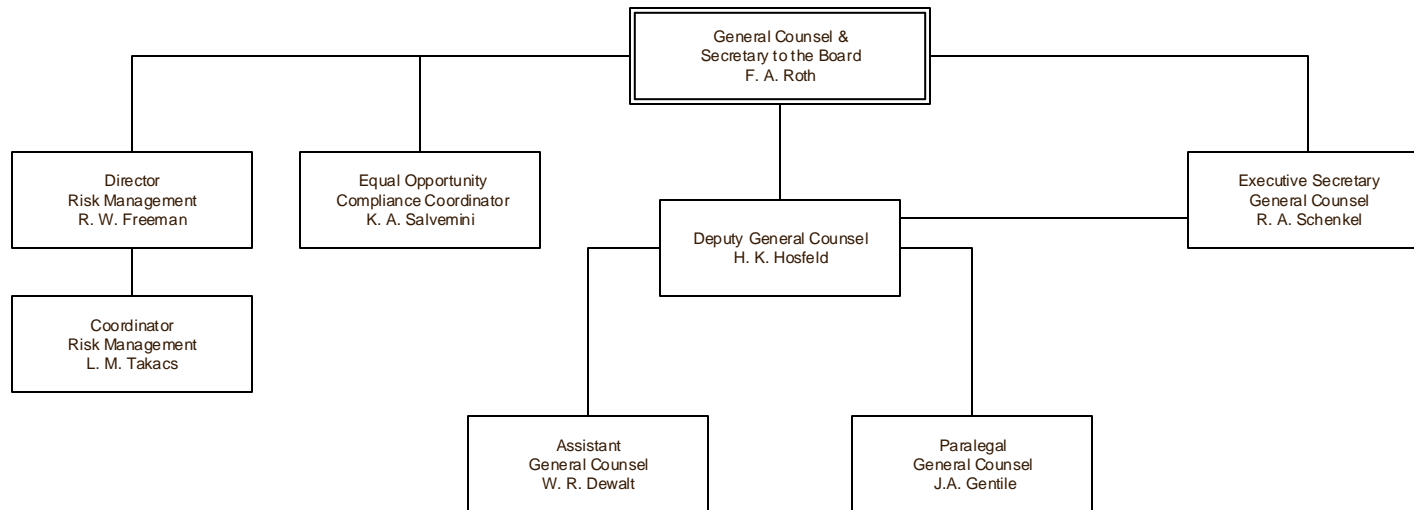 General Counsel &
Secretary to the Board
F. A. Roth
Director
Risk Management
R. W. Freeman
Equal Opportunity
Compliance Coordinator
K. A. Salvemini
Executive Secretary
General Counsel
R. A. Schenkel
Deputy General Counsel
H. K. Hosfeld
Coordinator
Risk Management
L. M. Takacs
Assistant
General Counsel
W. R. Dewalt
Paralegal
General Counsel
J.A. Gentile